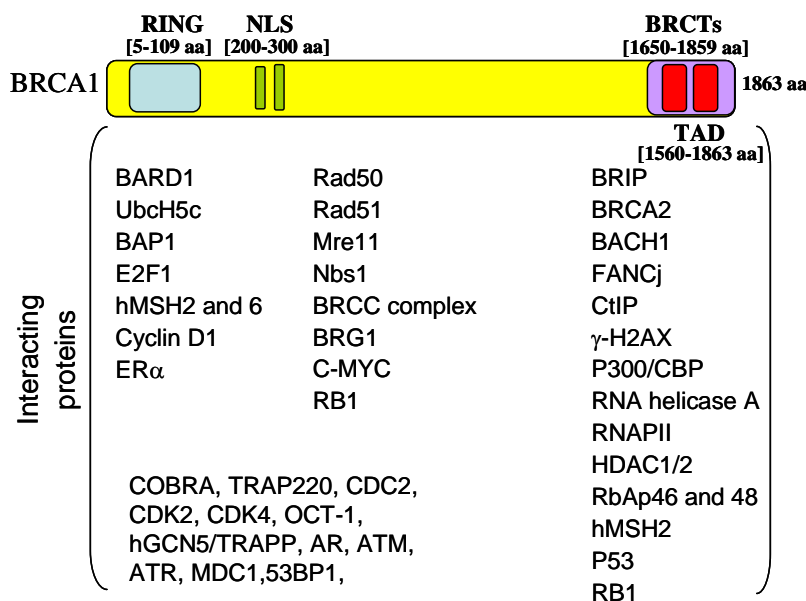 RING
[5-109 aa]
NLS
[200-300 aa]
BRCTs
[1650-1859 aa]
BRCA1
1863 aa
TAD
[1560-1863 aa]
Interacting
proteins
BARD1
UbcH5c
BAP1
E2F1
hMSH2 and 6
Cyclin D1
ERα
Rad50
Rad51
Mre11
Nbs1
BRCC complex
BRG1
C-MYC
RB1
BRIP
BRCA2
BACH1
FANCj
CtIP
γ-H2AX
P300/CBP
RNA helicase A
RNAPII
HDAC1/2
RbAp46 and 48
hMSH2
P53
RB1
COBRA, TRAP220, CDC2,
CDK2, CDK4, OCT-1,
hGCN5/TRAPP, AR, ATM,
ATR, MDC1,53BP1,